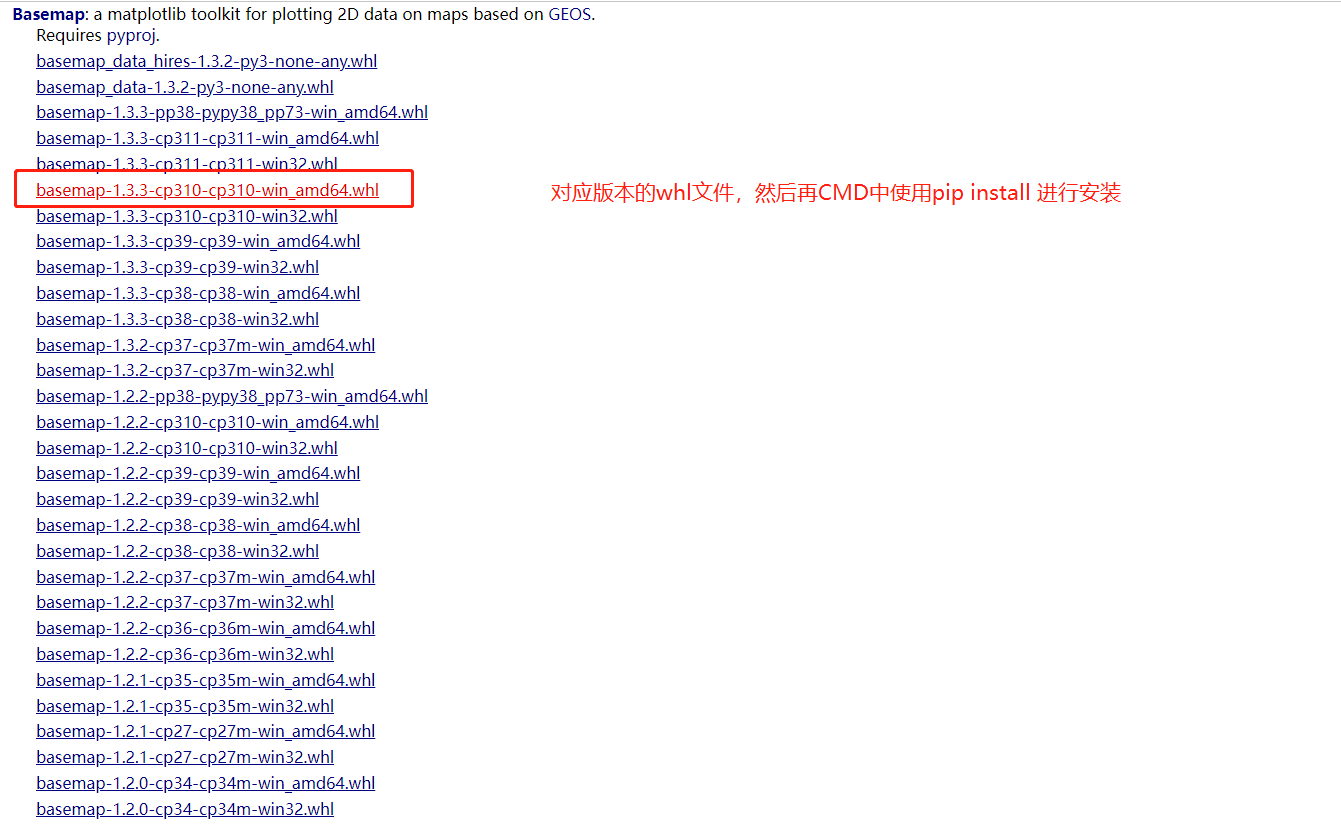 Basemap: a matplotlib toolkit for plotting 2D data on maps based on GEOS.
Requires pyproj.
basemap_data_hires-1.3.2-py3-none-any.whl
basemap_data-1.3.2-py3-none-any.whl
basemap-1.3.3-pp38-pypy38_pp73-win_amd64.whl
basemap-1.3.3-cp311-cp311-win_amd64.whl
basemap-1.3.3-cp311-cp311-win32.whl
basemap-1.3.3-cp310-cp310-win_amd64.whl 对应版本的whl文件，然后再CMD中使用pip install 进行安装
basemap-1.3.3-cp310-cp310-win32.whl
basemap-1.3.3-cp39-cp39-win_amd64.whl
basemap-1.3.3-cp39-cp39-win32.whl
basemap-1.3.3-cp38-cp38-win_amd64.whl
basemap-1.3.3-cp38-cp38-win32.whl
basemap-1.3.2-cp37-cp37m-win_amd64.whl
basemap-1.3.2-cp37-cp37m-win32.whl
basemap-1.2.2-pp38-pypy38_pp73-win_amd64.whl
basemap-1.2.2-cp310-cp310-win_amd64.whl
basemap-1.2.2-cp310-cp310-win32.whl
basemap-1.2.2-cp39-cp39-win_amd64.whl
basemap-1.2.2-cp39-cp39-win32.whl
basemap-1.2.2-cp38-cp38-win_amd64.whl
basemap-1.2.2-cp38-cp38-win32.whl
basemap-1.2.2-cp37-cp37m-win_amd64.whl
basemap-1.2.2-cp37-cp37m-win32.whl
basemap-1.2.2-cp36-cp36m-win_amd64.whl
basemap-1.2.2-cp36-cp36m-win32.whl
basemap-1.2.1-cp35-cp35m-win_amd64.whl
basemap-1.2.1-cp35-cp35m-win32.whl
basemap-1.2.1-cp27-cp27m-win_amd64.whl
basemap-1.2.1-cp27-cp27m-win32.whl
basemap-1.2.0-cp34-cp34m-win_amd64.whl
basemap-1.2.0-cp34-cp34m-win32.whl